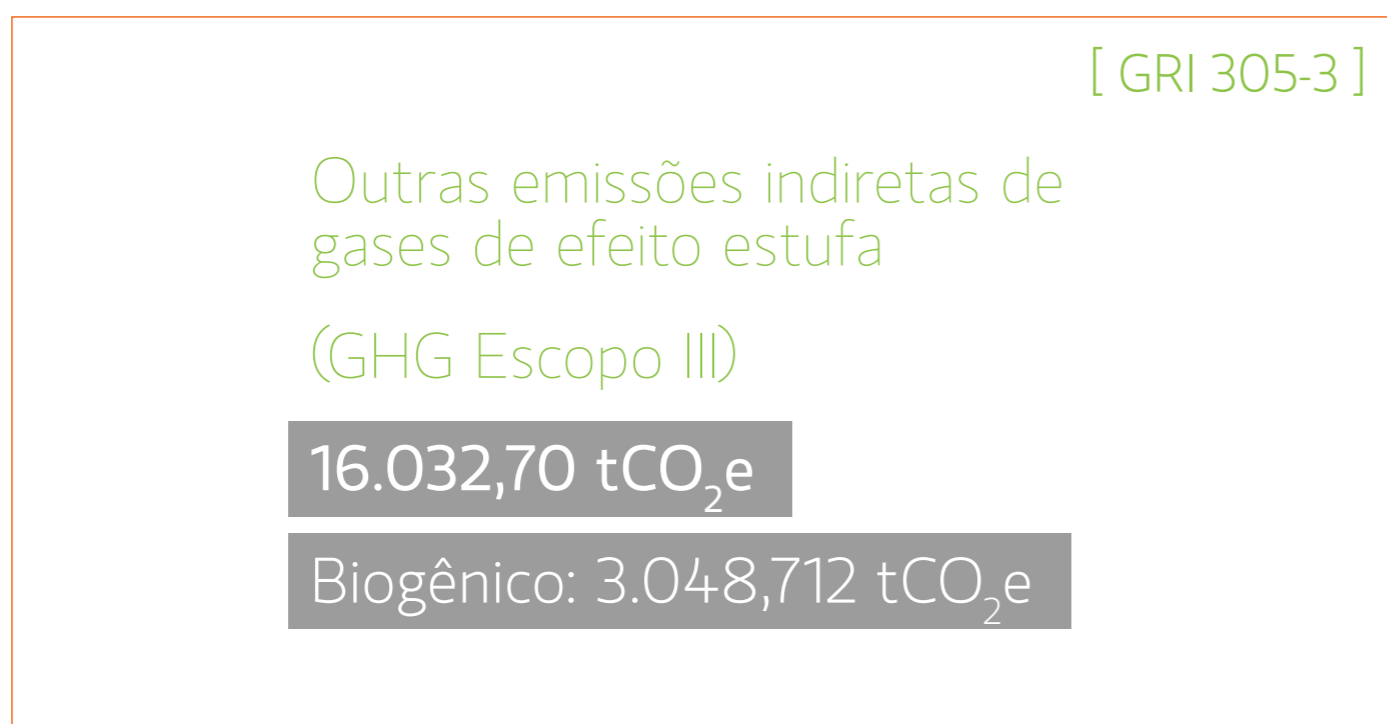 [ GRI 305-3 ]
Outras emissões indiretas de
gases de efeito estufa
(GHG Escopo III)
16.032,70 tCO₂e
Biogênico: 3.048,712 tCO₂e